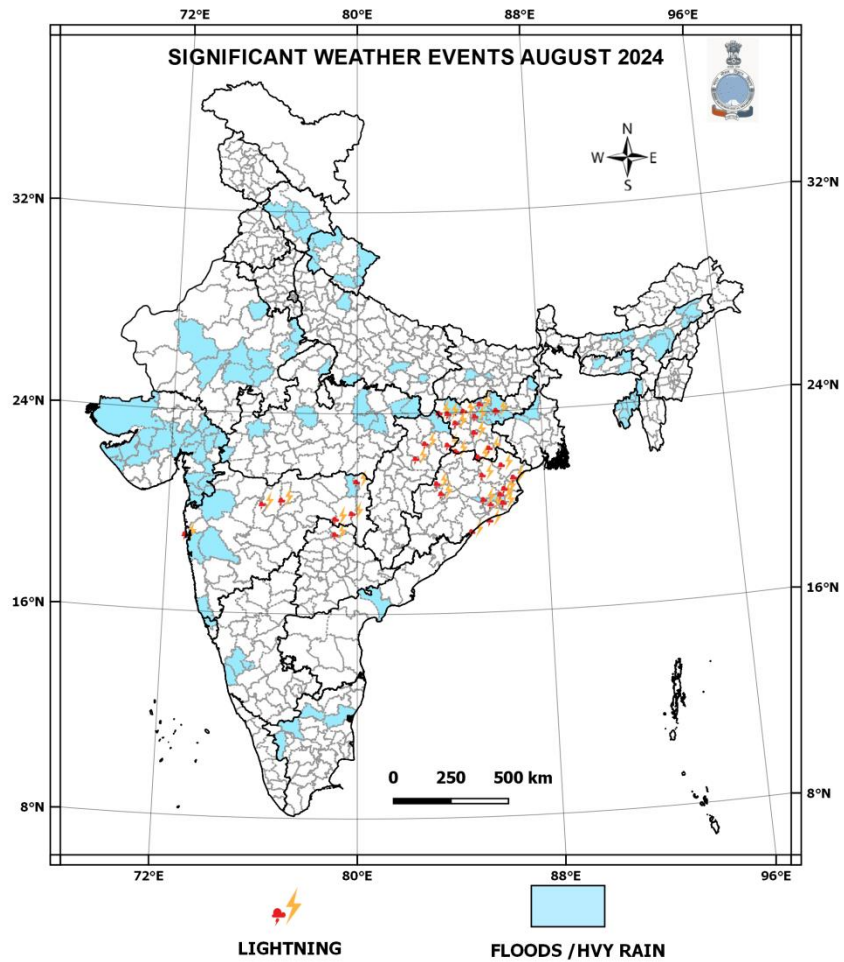 72°E 80°E 88°E 96°E
SIGNIFICANT WEATHER EVENTS AUGUST 2024
N
W E
S
32°N 32°N
24°N 24°N
16°N 16°N
0 250 500 km
8°N 8°N
72°E 80°E 88°E 96°E
LIGHTNING FLOODS /HVY RAIN